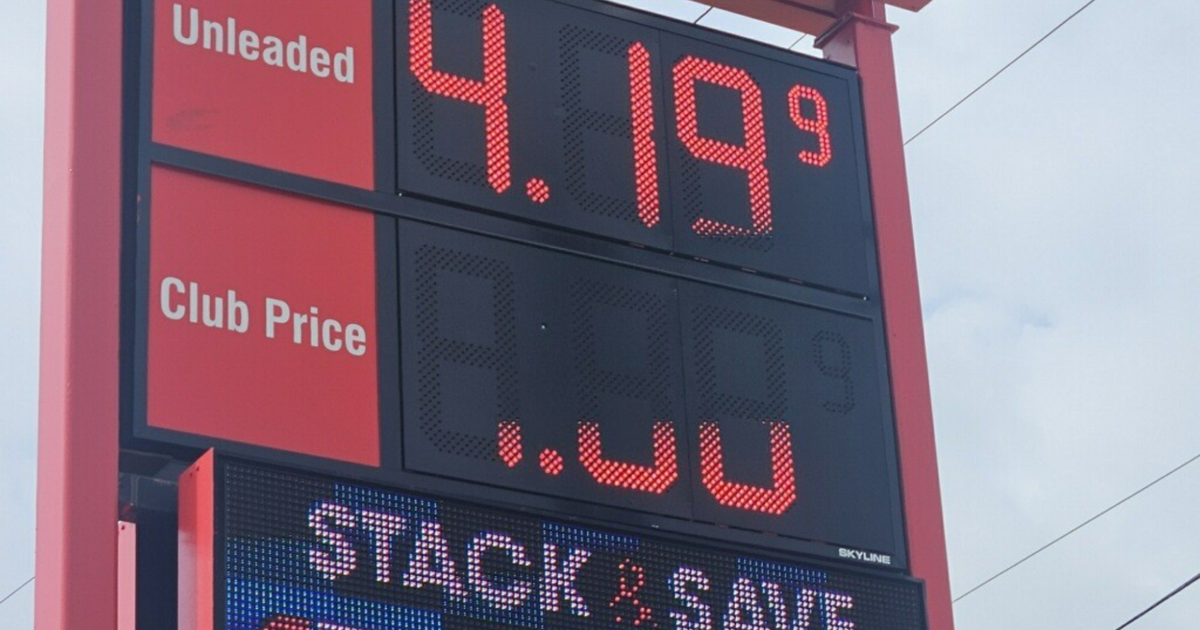 Unleaded
4.19 9
Club Price
SKYLINE
STACK & SAVE